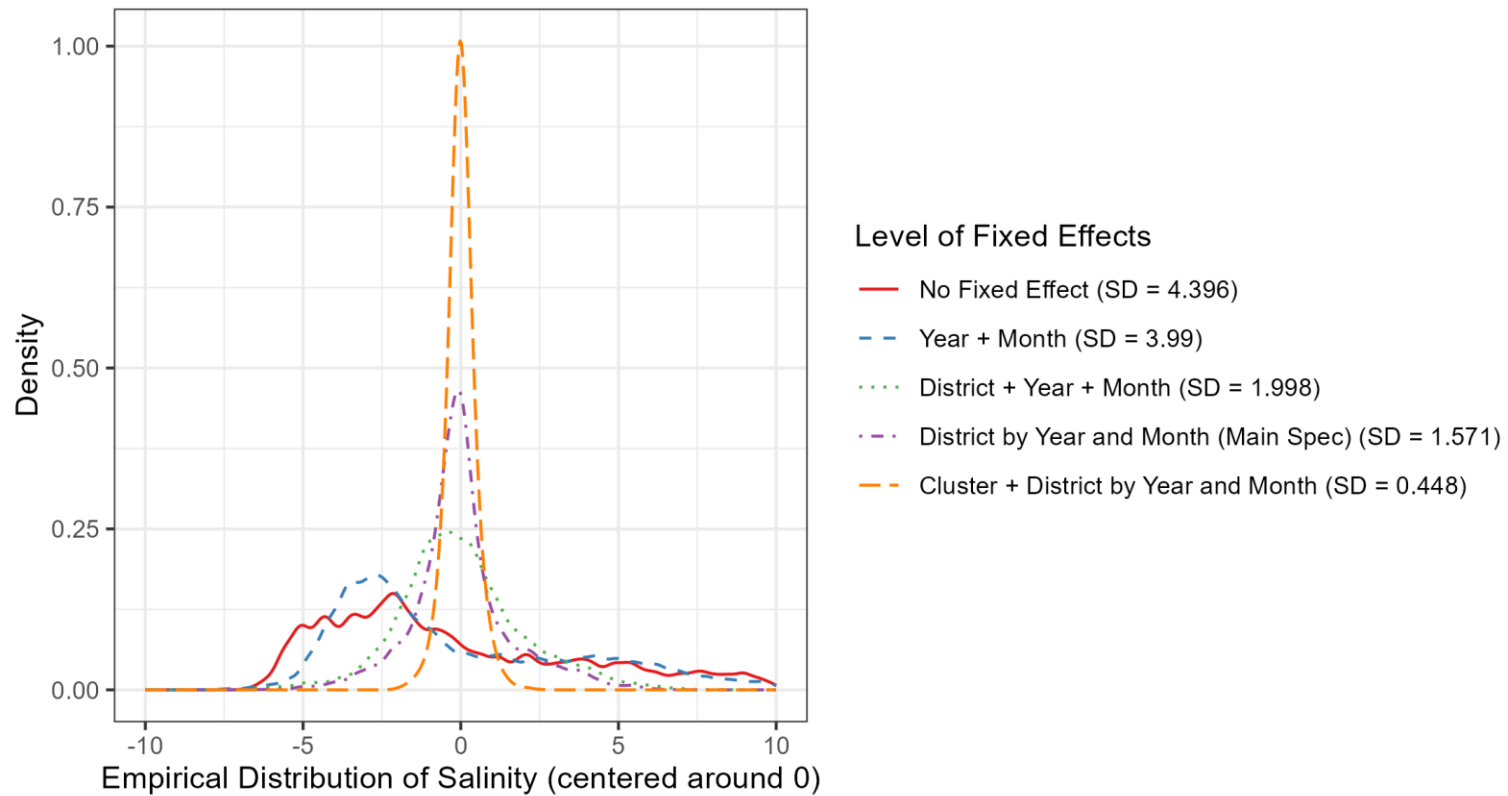 1.00
0.75
0.50
0.25
0.00
Density
-10
-5
0
5
10
Empirical Distribution of Salinity (centered around 0)
Level of Fixed Effects
No Fixed Effect (SD = 4.396)
Year + Month (SD = 3.99)
District + Year + Month (SD = 1.998)
District by Year and Month (Main Spec) (SD = 1.571)
Cluster + District by Year and Month (SD = 0.448)